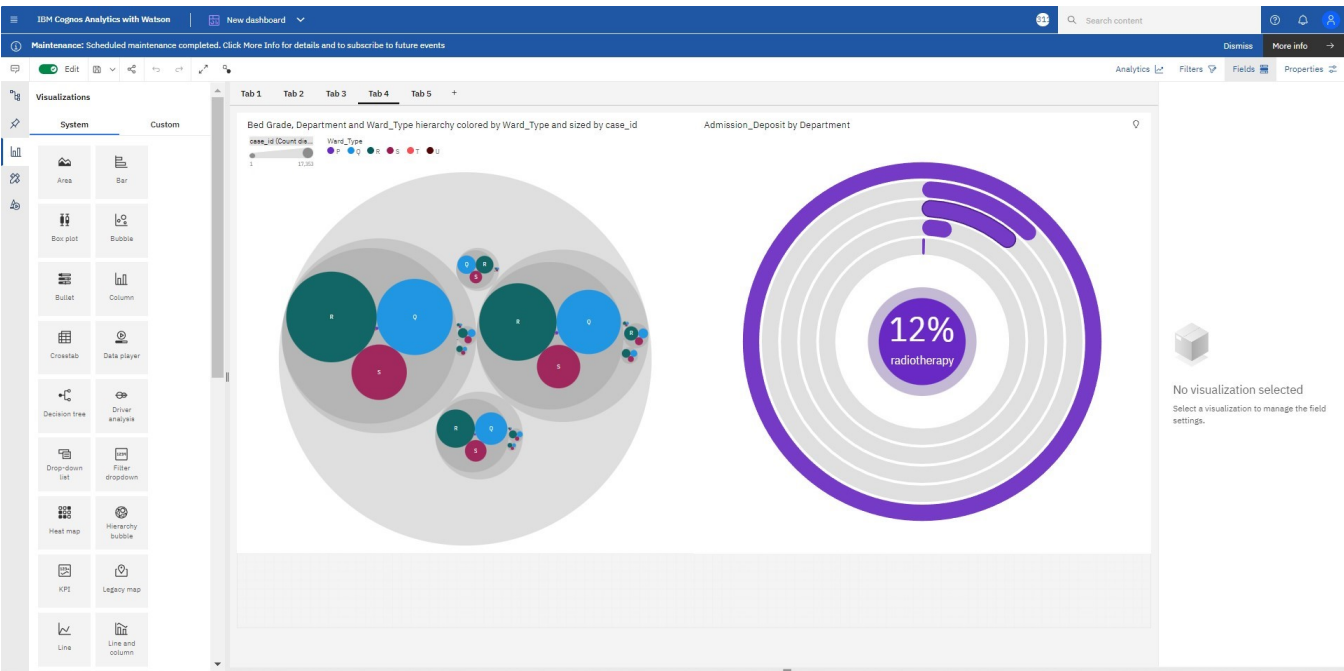 IBM Cognos Analytics with Watson
New dashboard
Search content
Maintenance: Scheduled maintenance completed. Click More Info for details and to subscribe to future events
Dismiss
More info →
Edit
Analytics
Filters
Fields
Properties
Visualizations
System
Custom
Area
Bar
Box plot
Bubble
Bullet
Column
Crosstab
Data player
Decision tree
Driver
analysis
Drop-down
list
Filter
dropdown
Heat map
Hierarchy
bubble
KPI
Legacy map
Line
Line and
column
Tab 1
Tab 2
Tab 3
Tab 4
Tab 5
+
Bed Grade, Department and Ward_Type hierarchy colored by Ward_Type and sized by case_id
case_id (Count dis...
Ward_Type
P Q R S T U
1
Q R
S
R Q
S
R Q
S
R
R Q
S
Admission_Deposit by Department
12%
radiotherapy
No visualization selected
Select a visualization to manage the field
settings.